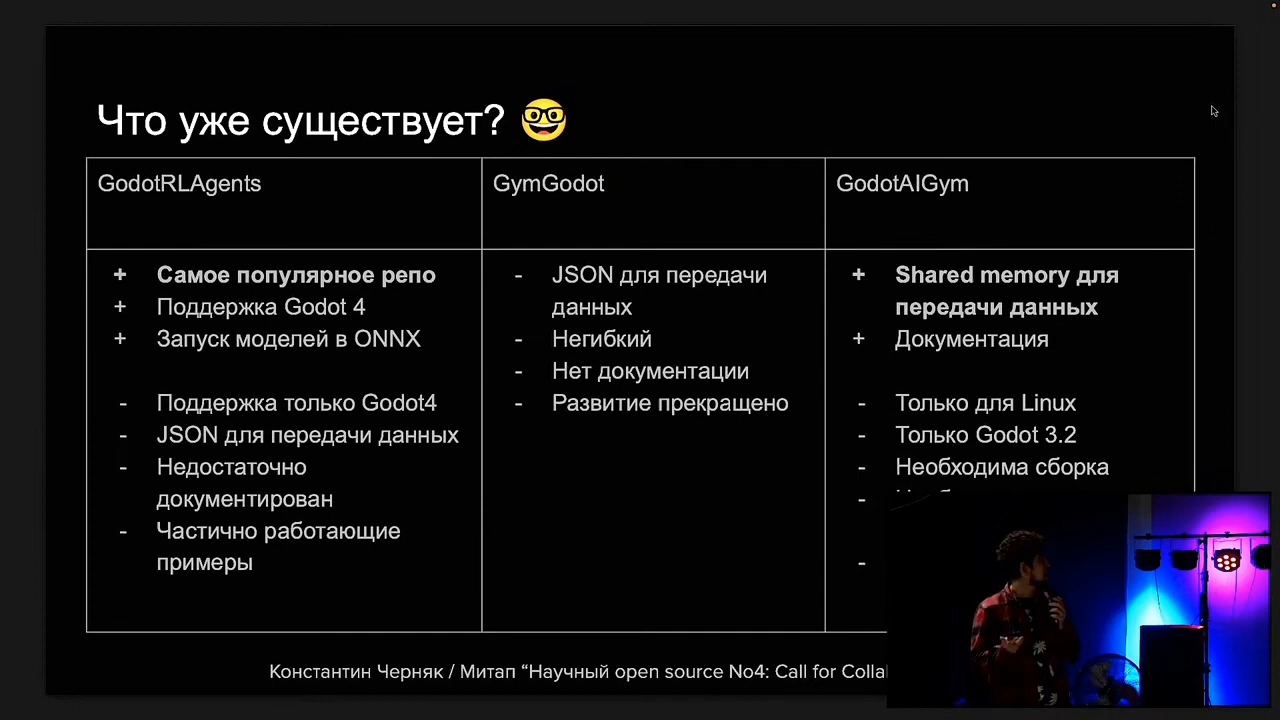 Что уже существует? 🤓
GodotRLAgents
GymGodot
GodotAIGym
+ Самое популярное репо
+ Поддержка Godot 4
+ Запуск моделей в ONNX
- Поддержка только Godot4
- JSON для передачи данных
- Недостаточно
документирован
- Частично работающие
примеры
- JSON для передачи
данных
- Негибкий
- Нет документации
- Развитие прекращено
+ Shared memory для
передачи данных
+ Документация
- Только для Linux
- Только Godot 3.2
- Необходима сборка
-
-
Константин Черняк / Митап “Научный open source No4: Call for